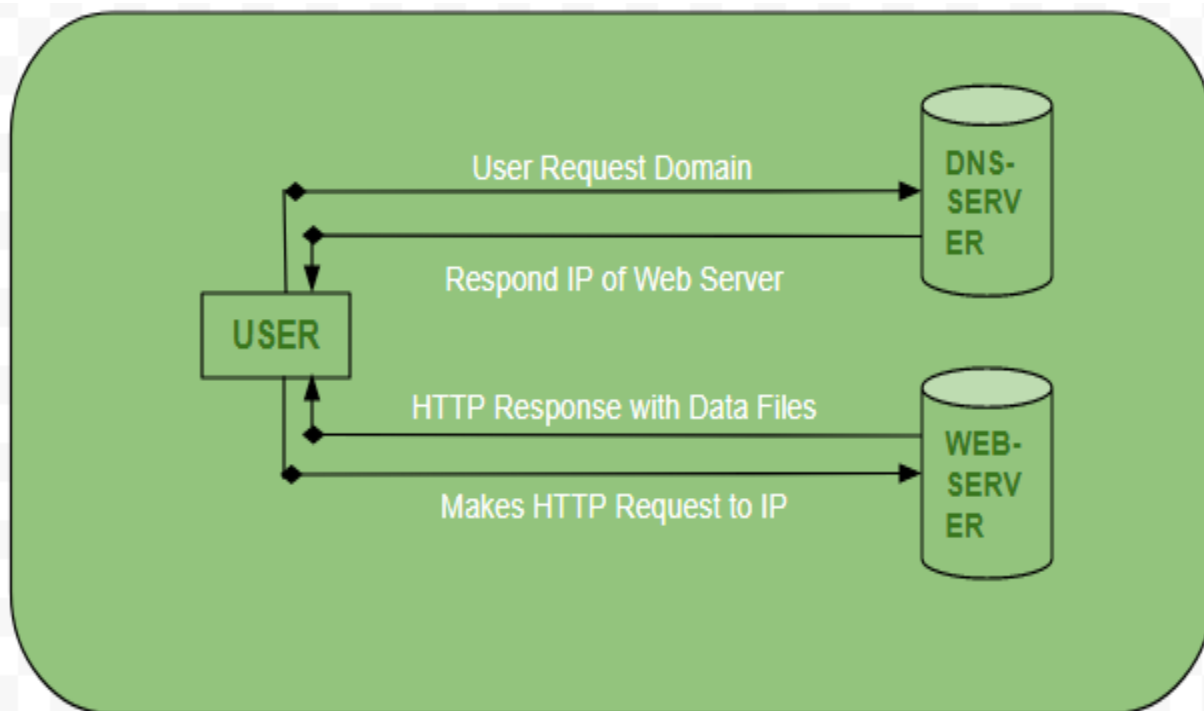 User Request Domain
DNS-
SERV
ER
Respond IP of Web Server
USER
HTTP Response with Data Files
WEB-
SERV
ER
Makes HTTP Request to IP